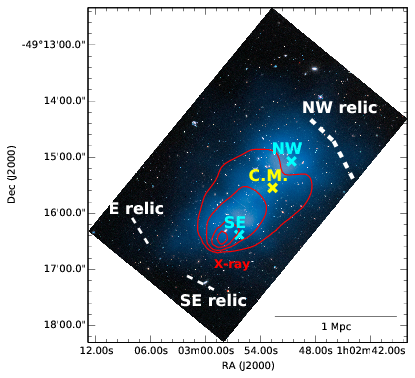 -49°13'00.0"
14'00.0"
15'00.0"
16'00.0"
17'00.0"
18'00.0"
Dec (J2000)
NW relic
NW
C.M.
SE
E relic
X-ray
SE relic
1 Mpc
12.00s 06.00s 03m00.00s 54.00s 48.00s 1h02m42.00s
RA (J2000)